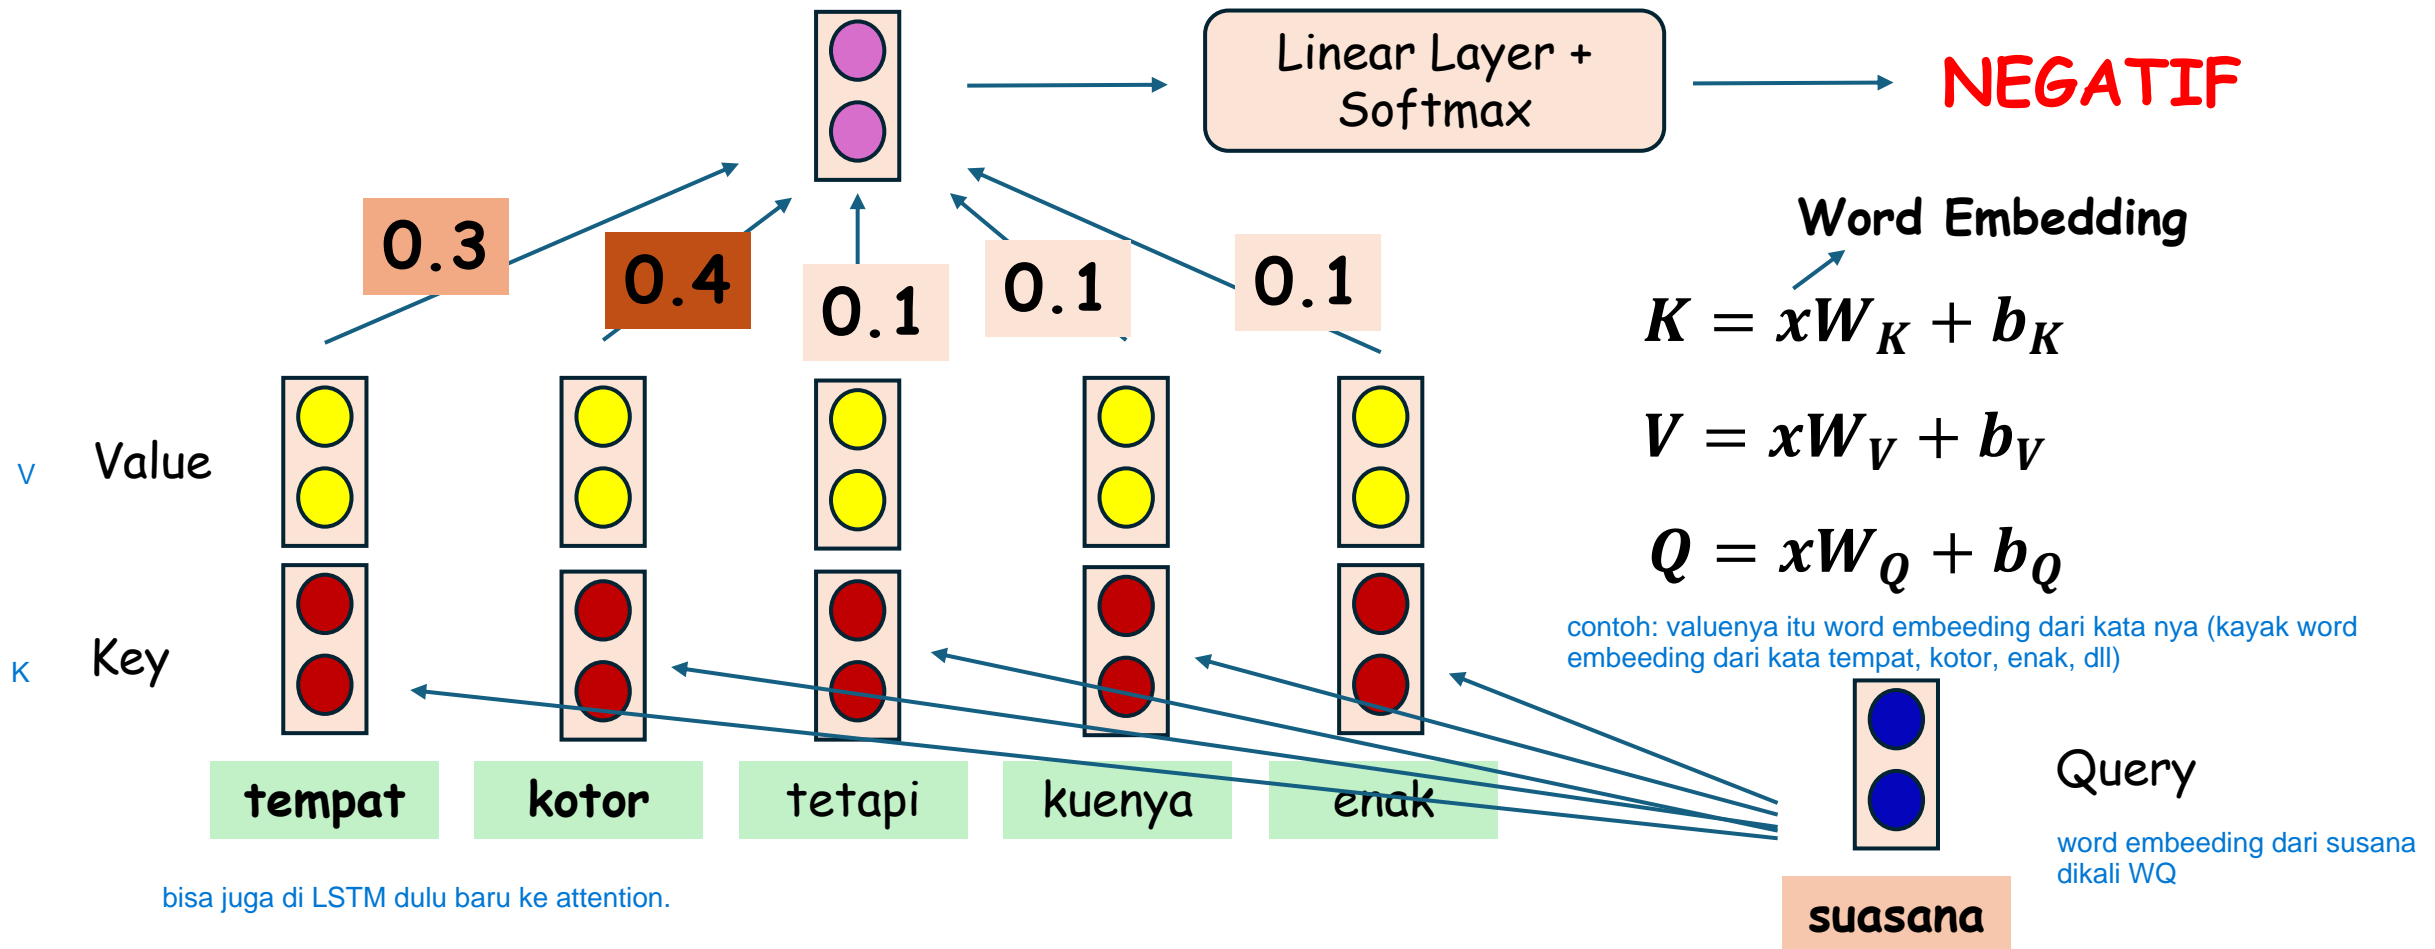 Linear Layer +
Softmax
NEGATIF
Word Embedding
0.3
0.4
0.1
0.1
0.1
K = xW_K + b_K
V = xW_V + b_V
Q = xW_Q + b_Q
V
Value
K
Key
contoh: valuenya itu word embeeding dari kata nya (kayak word
embeeding dari kata tempat, kotor, enak, dll)
tempat
kotor
tetapi
kuenya
enak
Query
word embeeding dari susana
dikali WQ
bisa juga di LSTM dulu baru ke attention.
suasana